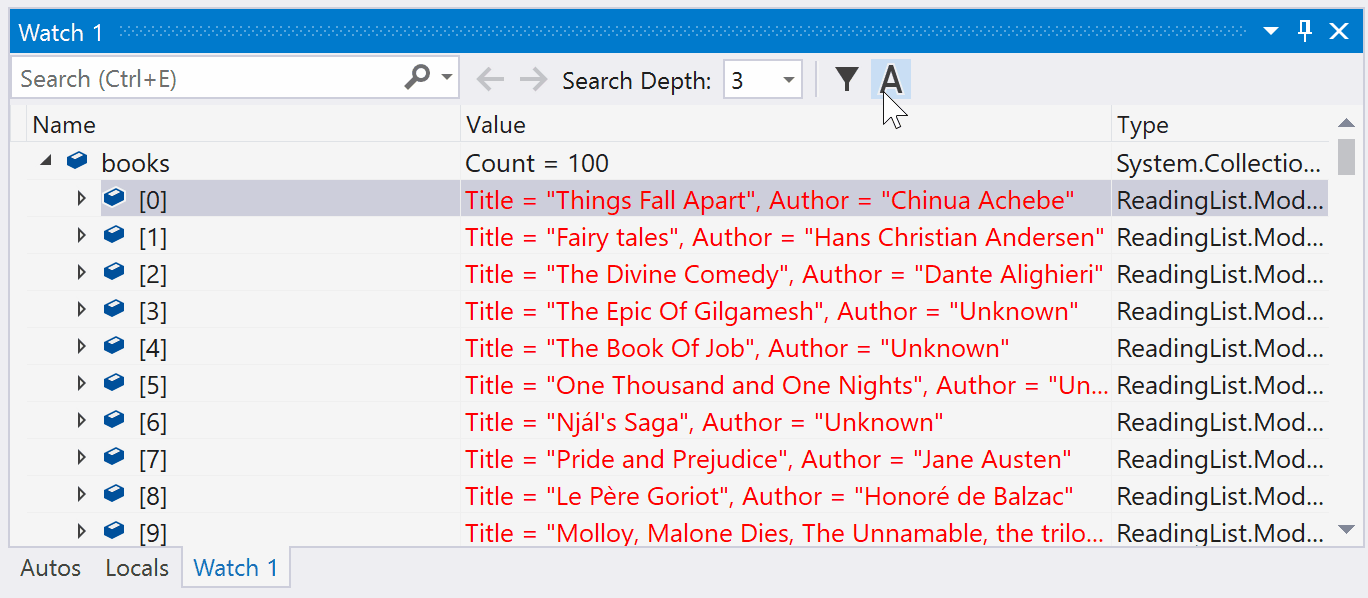 Watch 1
Search (Ctrl+E) Search Depth: 3 A
Name Value Type
books Count = 100 System.Collectio...
[0] Title = "Things Fall Apart", Author = "Chinua Achebe" ReadingList.Mod...
[1] Title = "Fairy tales", Author = "Hans Christian Andersen" ReadingList.Mod...
[2] Title = "The Divine Comedy", Author = "Dante Alighieri" ReadingList.Mod...
[3] Title = "The Epic Of Gilgamesh", Author = "Unknown" ReadingList.Mod...
[4] Title = "The Book Of Job", Author = "Unknown" ReadingList.Mod...
[5] Title = "One Thousand and One Nights", Author = "Un... ReadingList.Mod...
[6] Title = "Njál's Saga", Author = "Unknown" ReadingList.Mod...
[7] Title = "Pride and Prejudice", Author = "Jane Austen" ReadingList.Mod...
[8] Title = "Le Père Goriot", Author = "Honoré de Balzac" ReadingList.Mod...
[9] Title = "Molloy, Malone Dies, The Unnamable, the trilo... ReadingList.Mod...
Autos Locals Watch 1